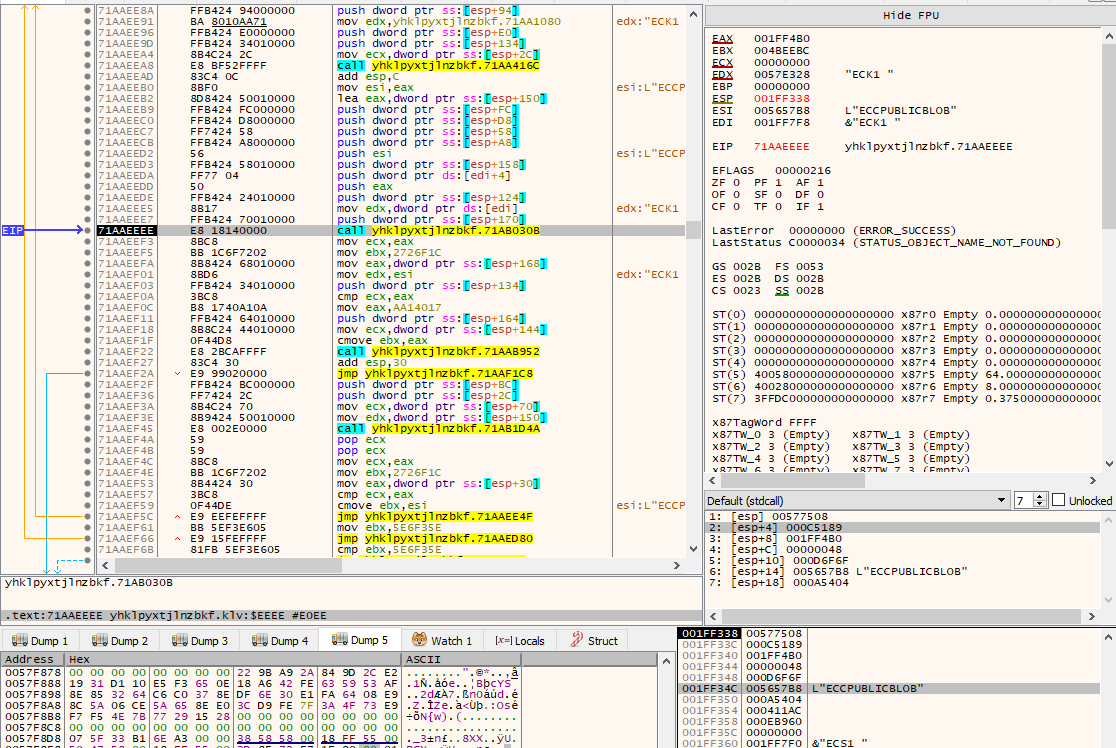 71AAEE8A FFB424 94000000 push dword ptr ss:[esp+94]
71AAEE91 BA 8010AA71 mov edx,yhklpyxtjlnzbkf.71AA1080 edx:"ECK1
71AAEE96 FFB424 E0000000 push dword ptr ss:[esp+E0]
71AAEE9D FFB424 34010000 push dword ptr ss:[esp+134]
71AAEEA4 8B4C24 2C mov ecx,dword ptr ss:[esp+2C]
71AAEEA8 E8 BF52FFFF call yhklpyxtjlnzbkf.71AA416C
71AAEEAD 83C4 0C add esp,C
71AAEEB0 8BF0 mov esi,eax esi:L"ECCP
71AAEEB2 8D8424 50010000 lea eax,dword ptr ss:[esp+150]
71AAEEB9 FFB424 FC000000 push dword ptr ss:[esp+FC]
71AAEEC0 FFB424 D8000000 push dword ptr ss:[esp+D8]
71AAEEC7 FF7424 58 push dword ptr ss:[esp+58]
71AAEECB FFB424 A8000000 push dword ptr ss:[esp+A8]
71AAEED2 56 push esi esi:L"ECCP
71AAEED3 FFB424 58010000 push dword ptr ss:[esp+158]
71AAEEDA FF77 04 push dword ptr ds:[edi+4]
71AAEEDD 50 push eax
71AAEEDE FFB424 24010000 push dword ptr ss:[esp+124]
71AAEEE5 8B17 mov edx,dword ptr ds:[edi] edx:"ECK1
71AAEEE7 FFB424 70010000 push dword ptr ss:[esp+170]
EIP 71AAEEEE E8 18140000 call yhklpyxtjlnzbkf.71AB030B
71AAEEF3 8BC8 mov ecx,eax
71AAEEF5 BB 1C6F7202 mov ebx,2726F1C
71AAEEFA 8B8424 68010000 mov eax,dword ptr ss:[esp+168]
71AAEF01 8BD6 mov edx,esi edx:"ECK1
71AAEF03 FFB424 34010000 push dword ptr ss:[esp+134]
71AAEF0A 3BC8 cmp ecx,eax
71AAEF0C B8 1740A10A mov eax,AA14017
71AAEF11 FFB424 64010000 push dword ptr ss:[esp+164]
71AAEF18 8B8C24 44010000 mov ecx,dword ptr ss:[esp+144]
71AAEF1F 0F44D8 cmove ebx,eax
71AAEF22 E8 2BCAFFFF call yhklpyxtjlnzbkf.71AAB952
71AAEF27 83C4 30 add esp,30
71AAEF2A E9 99020000 jmp yhklpyxtjlnzbkf.71AAF1C8
71AAEF2F FFB424 BC000000 push dword ptr ss:[esp+BC]
71AAEF36 FF7424 2C push dword ptr ss:[esp+2C]
71AAEF3A 8B4C24 70 mov ecx,dword ptr ss:[esp+70]
71AAEF3E 8B9424 50010000 mov edx,dword ptr ss:[esp+150]
71AAEF45 E8 002E0000 call yhklpyxtjlnzbkf.71AB1D4A
71AAEF4A 59 pop ecx
71AAEF4B 59 pop ecx
71AAEF4C 8BC8 mov ecx,eax
71AAEF4E BB 1C6F7202 mov ebx,2726F1C
71AAEF53 8B4424 30 mov eax,dword ptr ss:[esp+30]
71AAEF57 3BC8 cmp ecx,eax
71AAEF59 0F44DE cmove ebx,esi esi:L"ECCP
71AAEF5C E9 EEFEFFFF jmp yhklpyxtjlnzbkf.71AAEE4F
71AAEF61 BB 5EF3E605 mov ebx,5E6F35E
71AAEF66 E9 15FEFFFF jmp yhklpyxtjlnzbkf.71AAED80
71AAEF6B 81FB 5EF3E605 cmp ebx,5E6F35E
yhklpyxtjlnzbkf.71AB030B
.text:71AAEEEE yhklpyxtjlnzbkf.klv:$EEEE #E0EE
Hide FPU
EAX 001FF4B0
EBX 004BEEBC
ECX 00000000
EDX 0057E328 "ECK1 "
EBP 00000000
ESP 001FF338
ESI 005657B8 L"ECCPUBLICBLOB"
EDI 001FF7F8 &"ECK1 "
EIP 71AAEEEE yhklpyxtjlnzbkf.71AAEEEE
EFLAGS 00000216
ZF 0 PF 1 AF 1
OF 0 SF 0 DF 0
CF 0 TF 0 IF 1
LastError 00000000 (ERROR_SUCCESS)
LastStatus C0000034 (STATUS_OBJECT_NAME_NOT_FOUND)
GS 002B FS 0053
ES 002B DS 002B
CS 0023 SS 002B
ST(0) 00000000000000000000 x87r0 Empty 0.00000000000000
ST(1) 00000000000000000000 x87r1 Empty 0.00000000000000
ST(2) 00000000000000000000 x87r2 Empty 0.00000000000000
ST(3) 00000000000000000000 x87r3 Empty 0.00000000000000
ST(4) 00000000000000000000 x87r4 Empty 0.00000000000000
ST(5) 40058000000000000000 x87r5 Empty 64.0000000000000
ST(6) 40028000000000000000 x87r6 Empty 8.00000000000000
ST(7) 3FFDC000000000000000 x87r7 Empty 0.37500000000000
x87TagWord FFFF
x87TW_0 3 (Empty) x87TW_1 3 (Empty)
x87TW_2 3 (Empty) x87TW_3 3 (Empty)
x87TW_4 3 (Empty) x87TW_5 3 (Empty)
x87TW_6 3 (Empty) x87TW_7 3 (Empty)
Default (stdcall) 7 Unlocked
1: [esp] 00577508
2: [esp+4] 000C5189
3: [esp+8] 001FF4B0
4: [esp+C] 00000048
5: [esp+10] 000D6F6F
6: [esp+14] 005657B8 L"ECCPUBLICBLOB"
7: [esp+18] 000A5404
Dump 1 Dump 2 Dump 3 Dump 4 Dump 5 Watch 1 [x=] Locals Struct
Address Hex ASCII
0057F878 00 00 00 00 00 00 00 00 22 9B A9 2A 84 9D 2C E2
0057F888 19 31 D1 10 E5 F3 65 0E 18 A6 42 FE 63 59 53 AF
0057F898 8E 85 32 64 C6 C0 37 8E DF 6E 30 E1 FA 64 08 E9
0057F8A8 8C 5A 06 CE 5A 65 8E E0 3C D9 FE 7F 3A 4F 73 E9
0057F8B8 F7 F5 4E 7B 77 29 15 28 00 00 00 00 00 00 00 00
0057F8C8 00 00 00 00 00 00 00 00 00 00 00 00 00 00 00 00
0057F8D8 07 5F 33 B1 6E A3 00 00 38 58 58 00 18 FF 55 00
001FF338 00577508
001FF33C 000C5189
001FF340 001FF4B0
001FF344 00000048
001FF348 000D6F6F
001FF34C 005657B8 L"ECCPUBLICBLOB"
001FF350 000A5404
001FF354 000411AC
001FF358 000EB960
001FF35C 00000000
001FF360 001FF7F0 &"ECS1 "